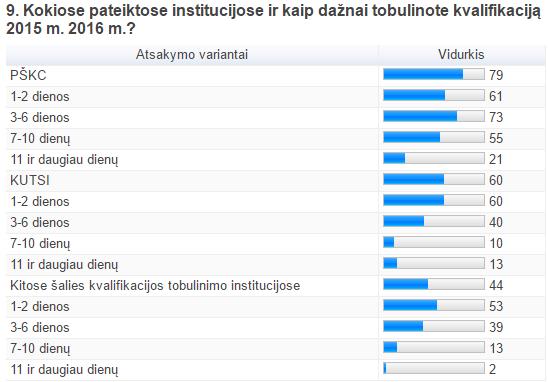 9. Kokiose pateiktose institucijose ir kaip dažnai tobulinote kvalifikaciją
2015 m. 2016 m.?
Atsakymo variantai Vidurkis
PŠKC 79
1-2 dienos 61
3-6 dienos 73
7-10 dienų 55
11 ir daugiau dienų 21
KUTSI 60
1-2 dienos 60
3-6 dienos 40
7-10 dienų 10
11 ir daugiau dienų 13
Kitose šalies kvalifikacijos tobulinimo institucijose 44
1-2 dienos 53
3-6 dienos 39
7-10 dienų 13
11 ir daugiau dienų 2